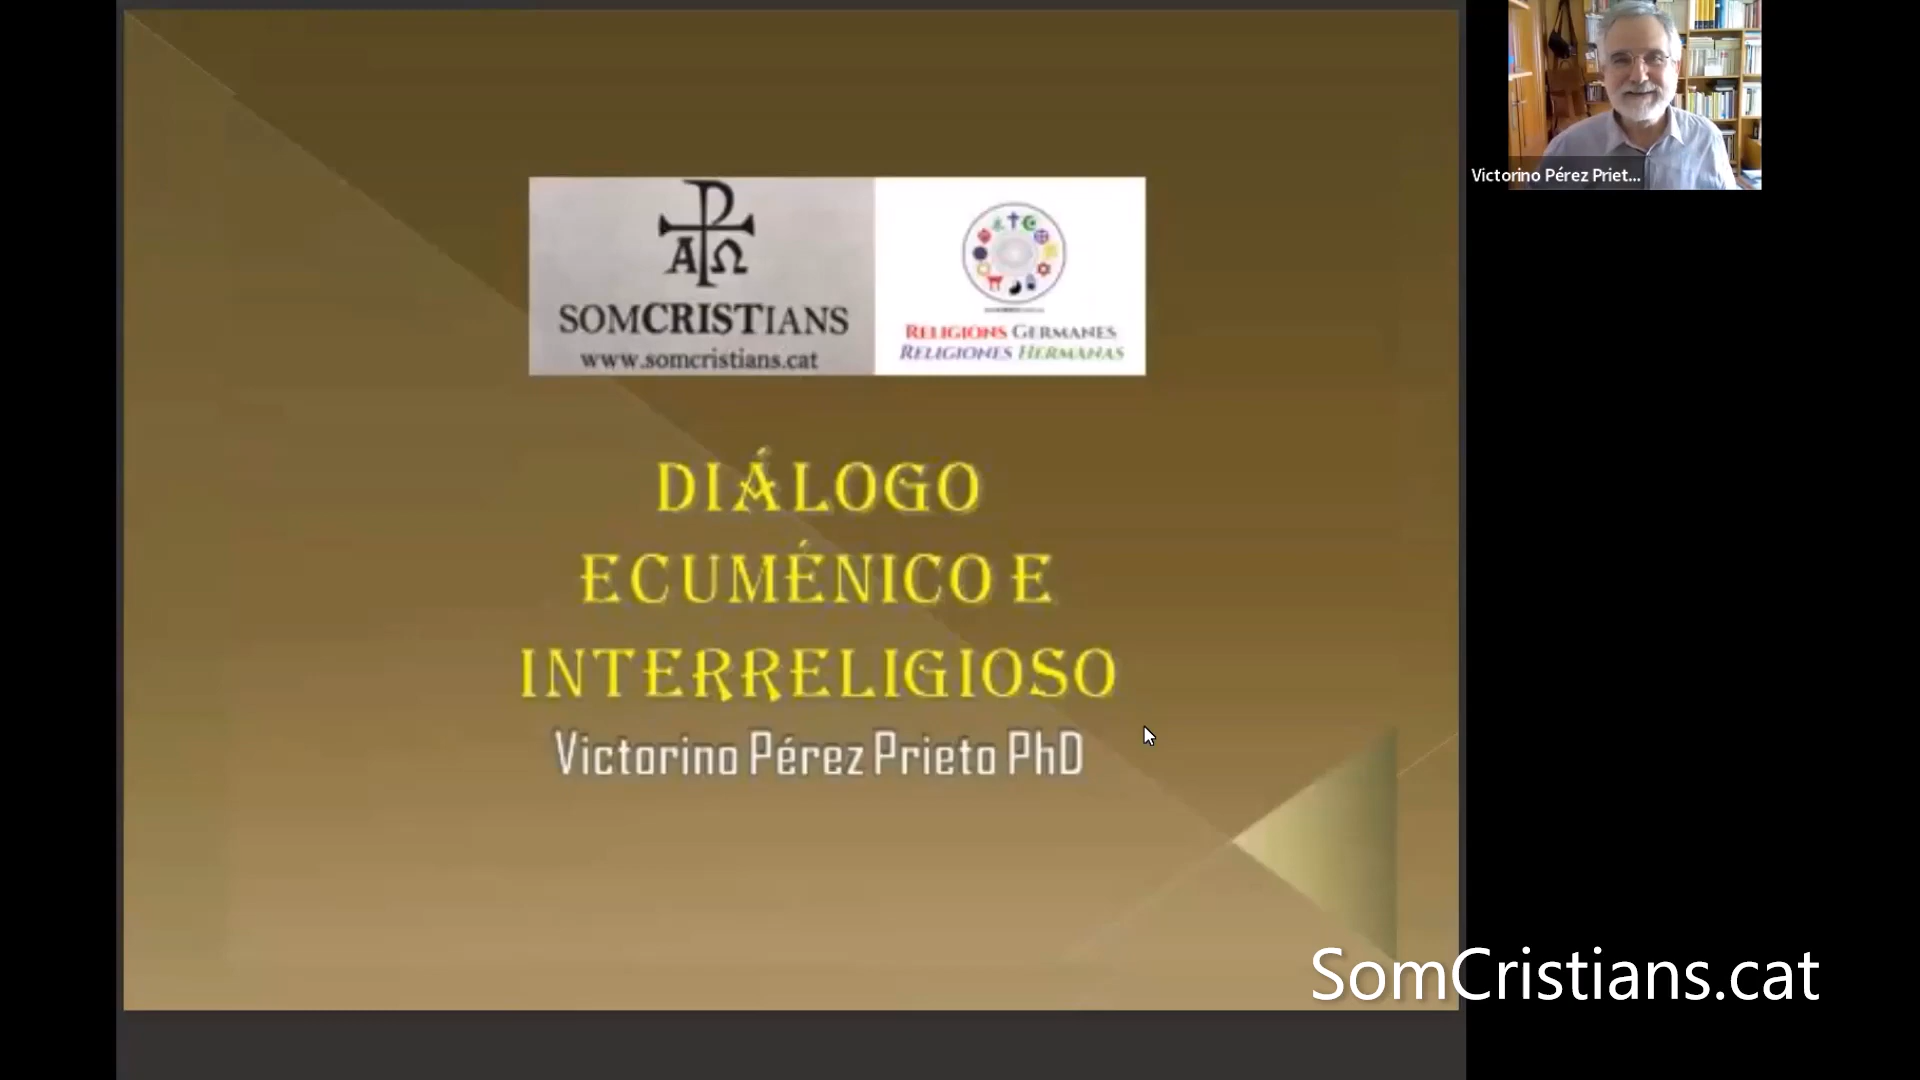 Α Ω
SOMCRISTIANS
www.somcristians.cat
RELIGIONS GERMANES
RELIGIONES HERMANAS
DIÁLOGO
ECUMÉNICO E
INTERRELIGIOSO
Victorino Pérez Prieto PhD
Victorino Pérez Priet...
SomCristians.cat